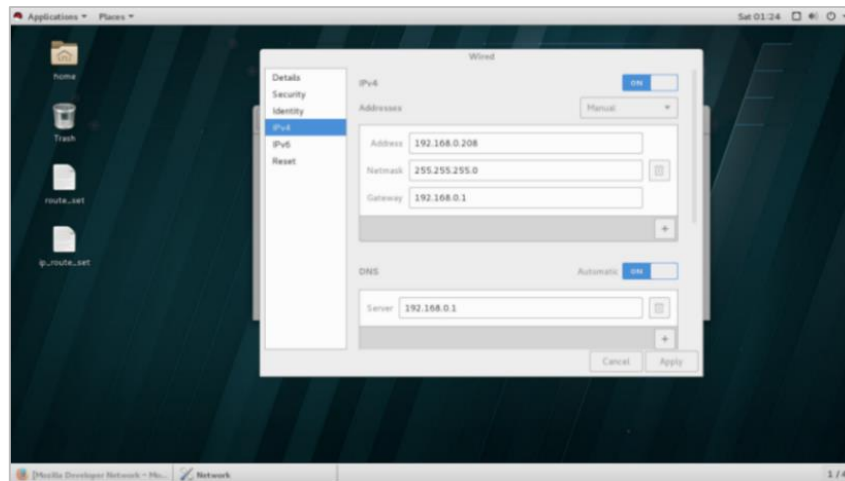 Applications Places Sat 01:24
home
Trash
route_set
ip_route_set
Wired
Details
Security
Identity
IPv4
IPv6
Reset
IPv4 ON
Addresses Manual
Address 192.168.0.208
Netmask 255.255.255.0
Gateway 192.168.0.1
+
DNS Automatic ON
Server 192.168.0.1
+
Cancel Apply
[Mozilla Developer Network - Mo... Network 1 / 4